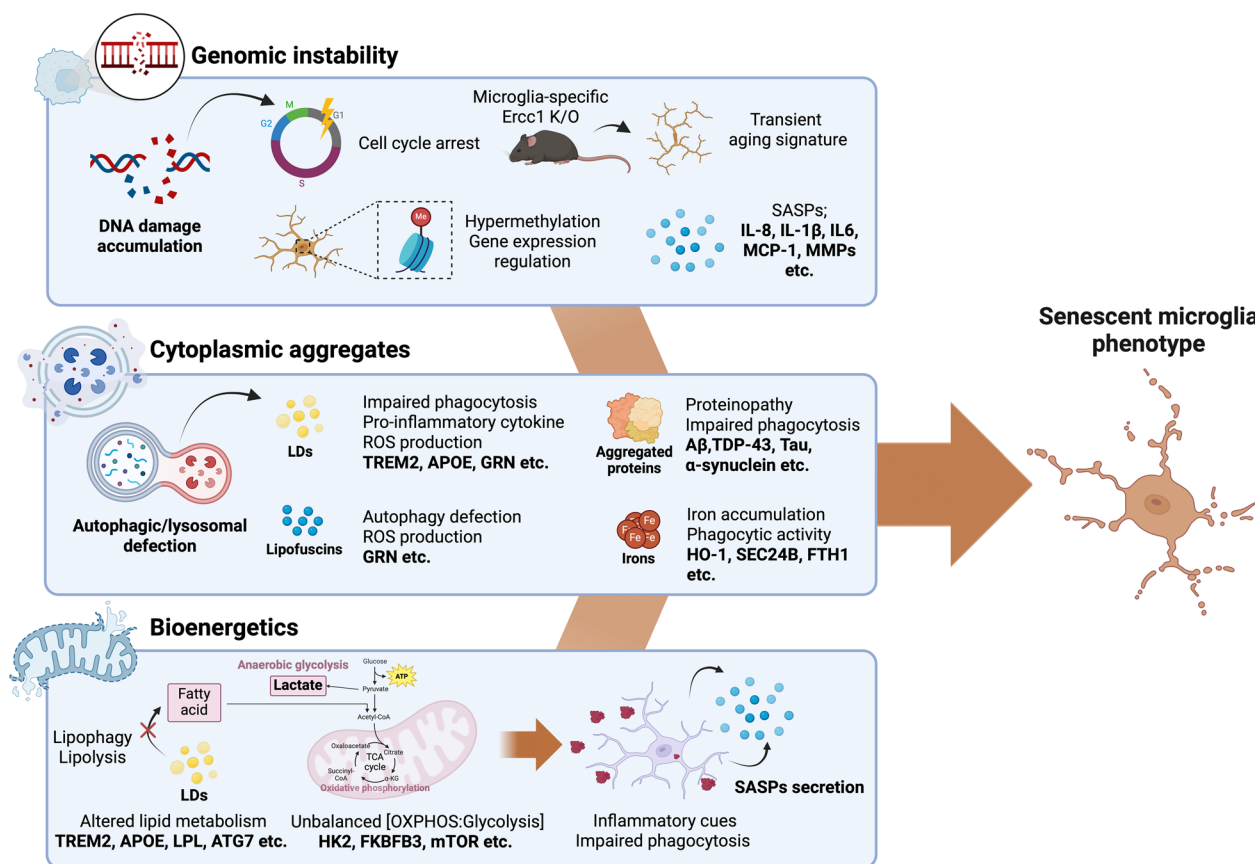 Genomic instability
M
G1
G2
S
Cell cycle arrest
Microglia-specific
Ercc1 K/O
Transient
aging signature
DNA damage
accumulation
Me
Hypermethylation
Gene expression
regulation
SASPs;
IL-8, IL-1β, IL6,
MCP-1, MMPs
etc.
Senescent microglia
phenotype
Cytoplasmic aggregates
Autophagic/lysosomal
defection
LDs
Impaired phagocytosis
Pro-inflammatory cytokine
ROS production
TREM2, APOE, GRN etc.
Aggregated
proteins
Proteinopathy
Impaired phagocytosis
Aβ,TDP-43, Tau,
α-synuclein etc.
Lipofuscins
Autophagy defection
ROS production
GRN etc.
Fe
F
Fe
Fe
Irons
Iron accumulation
Phagocytic activity
HO-1, SEC24B, FTH1
etc.
Bioenergetics
Lipophagy
Lipolysis
Fatty
acid
LDs
Altered lipid metabolism
TREM2, APOE, LPL, ATG7 etc.
Anaerobic glycolysis
Lactate
Glucose
ATP
Pyruvate
Acetyl-CoA
Oxaloacetate
Citrate
TCA
cycle
Succinyl-
CoA
α-KG
Oxidative phosphorylation
Unbalanced [OXPHOS:Glycolysis]
HK2, FKBFB3, mTOR etc.
SASPs secretion
Inflammatory cues
Impaired phagocytosis